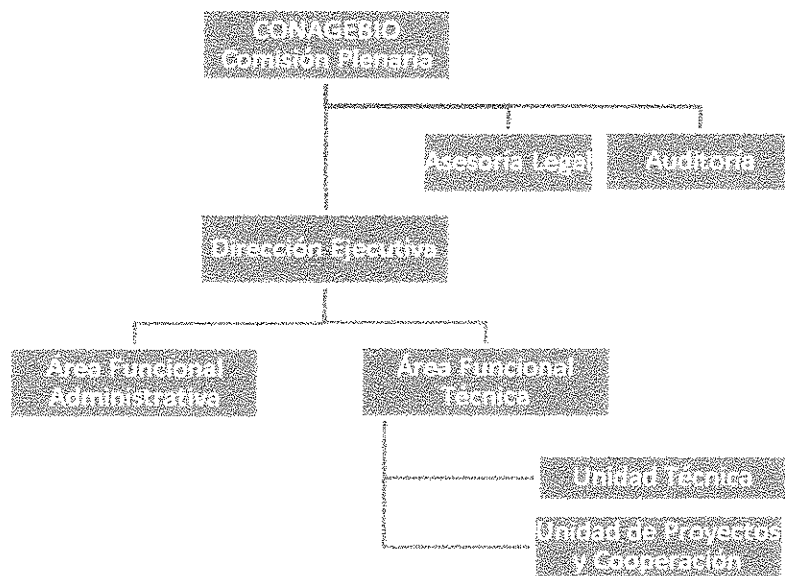 CONAGEBIO
Comisión Plenaria
Asesoría Legal
Auditoría
Dirección Ejecutiva
Área Funcional
Administrativa
Área Funcional
Técnica
Unidad Técnica
Unidad de Proyectos
y Cooperación